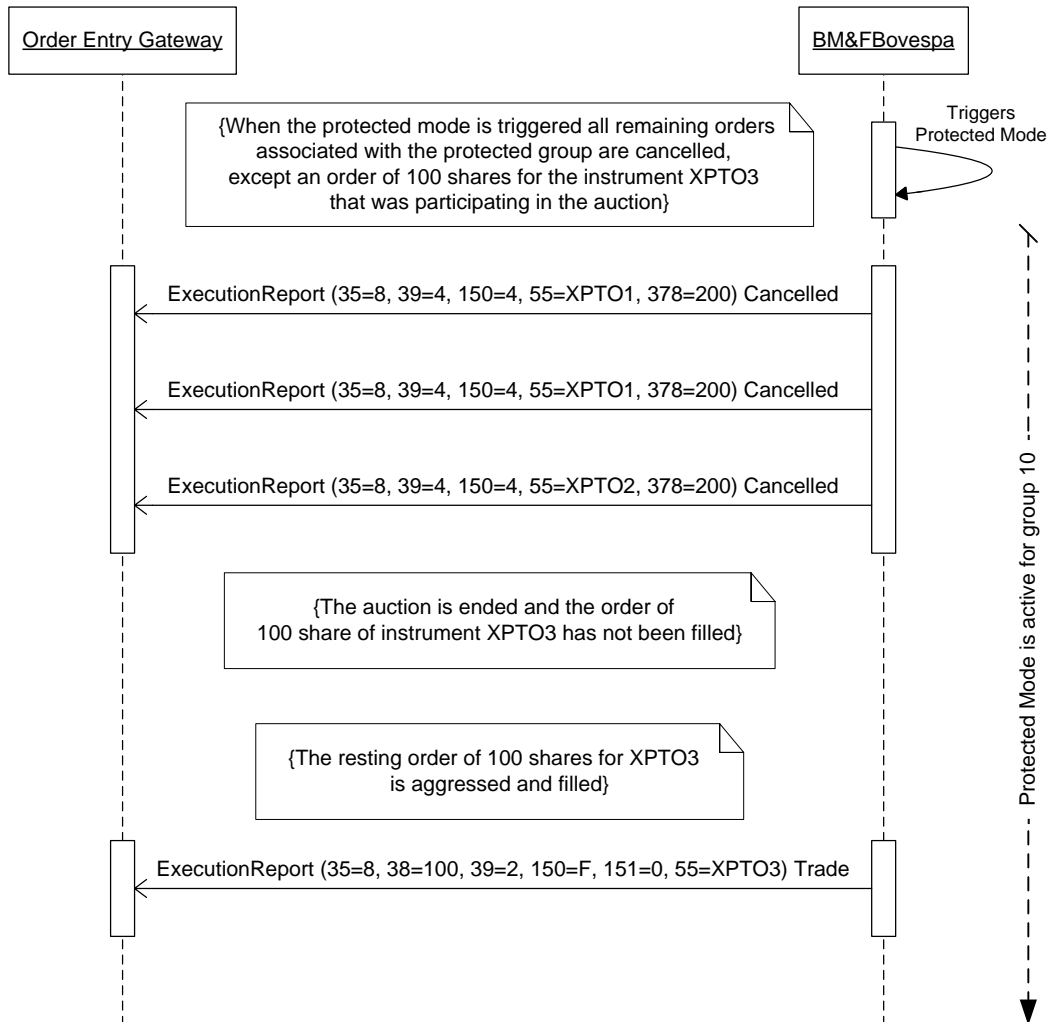 Order Entry Gateway
BM&FBovespa
Triggers
Protected Mode
{When the protected mode is triggered all remaining orders
associated with the protected group are cancelled,
except an order of 100 shares for the instrument XPTO3
that was participating in the auction}
ExecutionReport (35=8, 39=4, 150=4, 55=XPTO1, 378=200) Cancelled
ExecutionReport (35=8, 39=4, 150=4, 55=XPTO1, 378=200) Cancelled
ExecutionReport (35=8, 39=4, 150=4, 55=XPTO2, 378=200) Cancelled
Protected Mode is active for group 10
{The auction is ended and the order of
100 share of instrument XPTO3 has not been filled}
{The resting order of 100 shares for XPTO3
is aggressed and filled}
ExecutionReport (35=8, 38=100, 39=2, 150=F, 151=0, 55=XPTO3) Trade